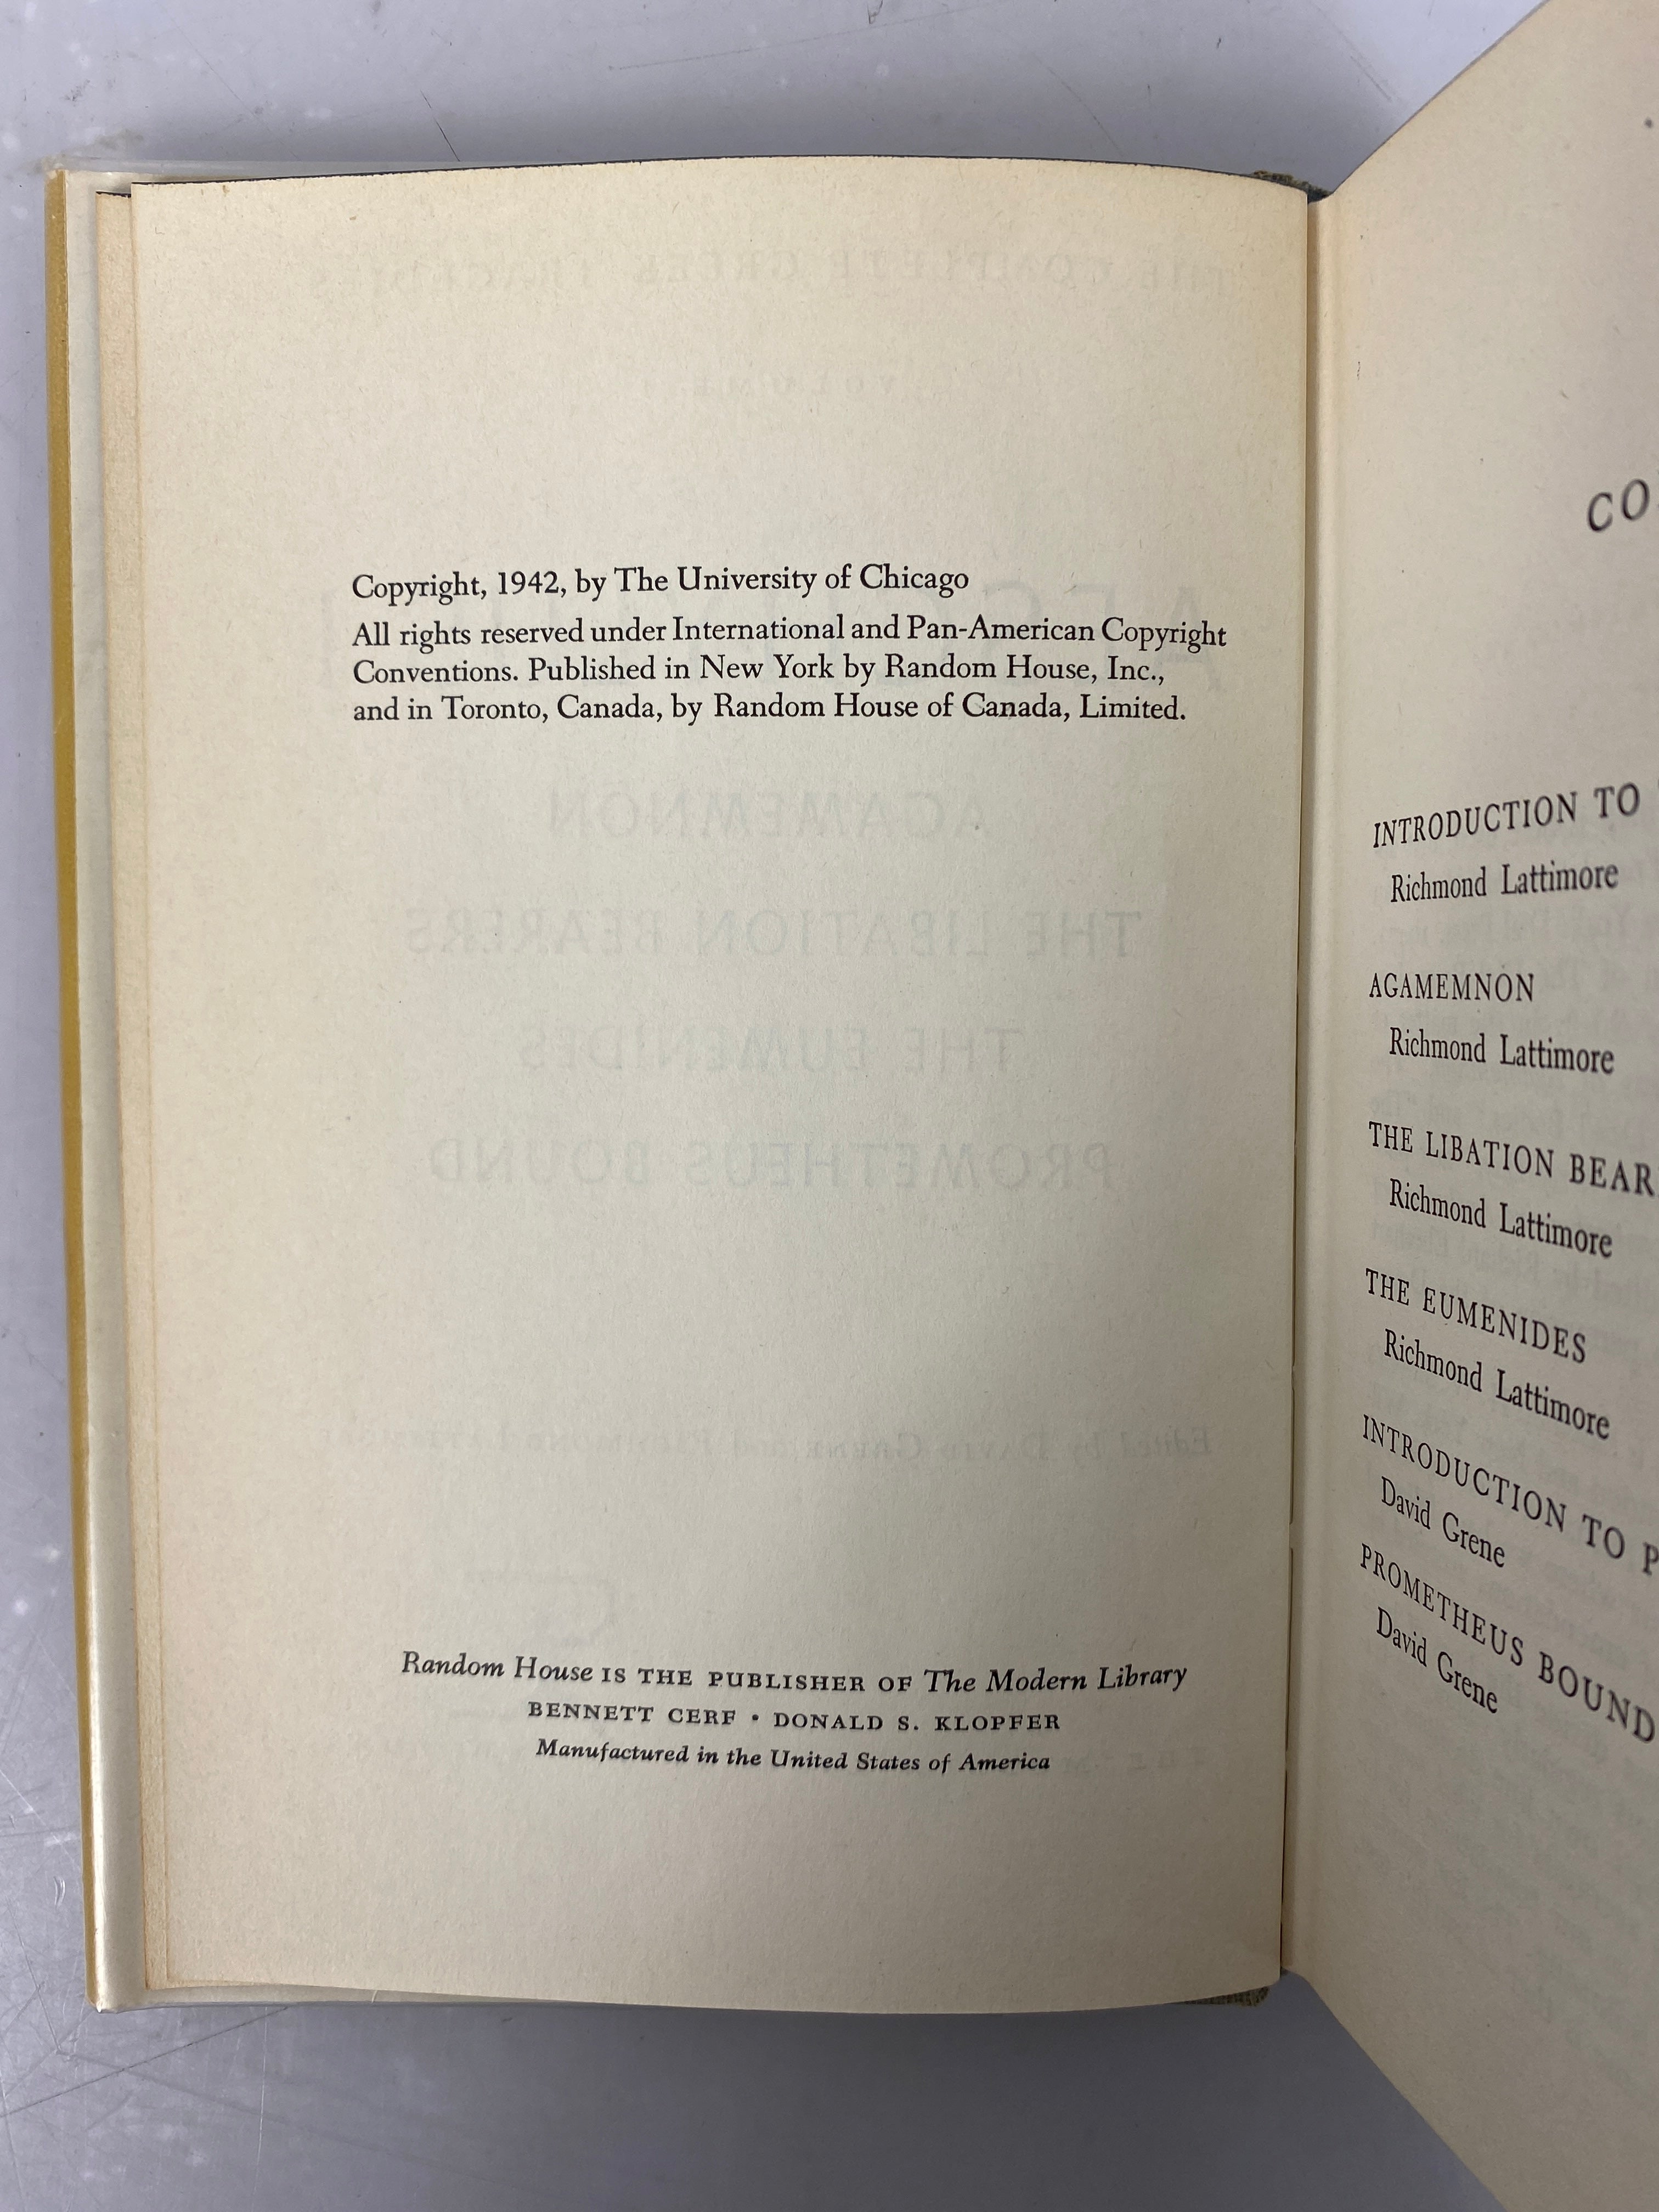 Copyright, 1942, by The University of Chicago
All rights reserved under International and Pan-American Copyright
Conventions. Published in New York by Random House, Inc.,
and in Toronto, Canada, by Random House of Canada, Limited.
Random House IS THE PUBLISHER OF The Modern Library
BENNETT CERF • DONALD S. KLOPFER
Manufactured in the United States of America
INTRODUCTION TO
Richmond Lattimore
AGAMEMNON
Richmond Lattimore
THE LIBATION
Richmond Lattimore
THE EUMENIDES
Richmond Lattimore
INTRODUCTION TO
David Grene
PROMETHEUS BOUND
David Grene